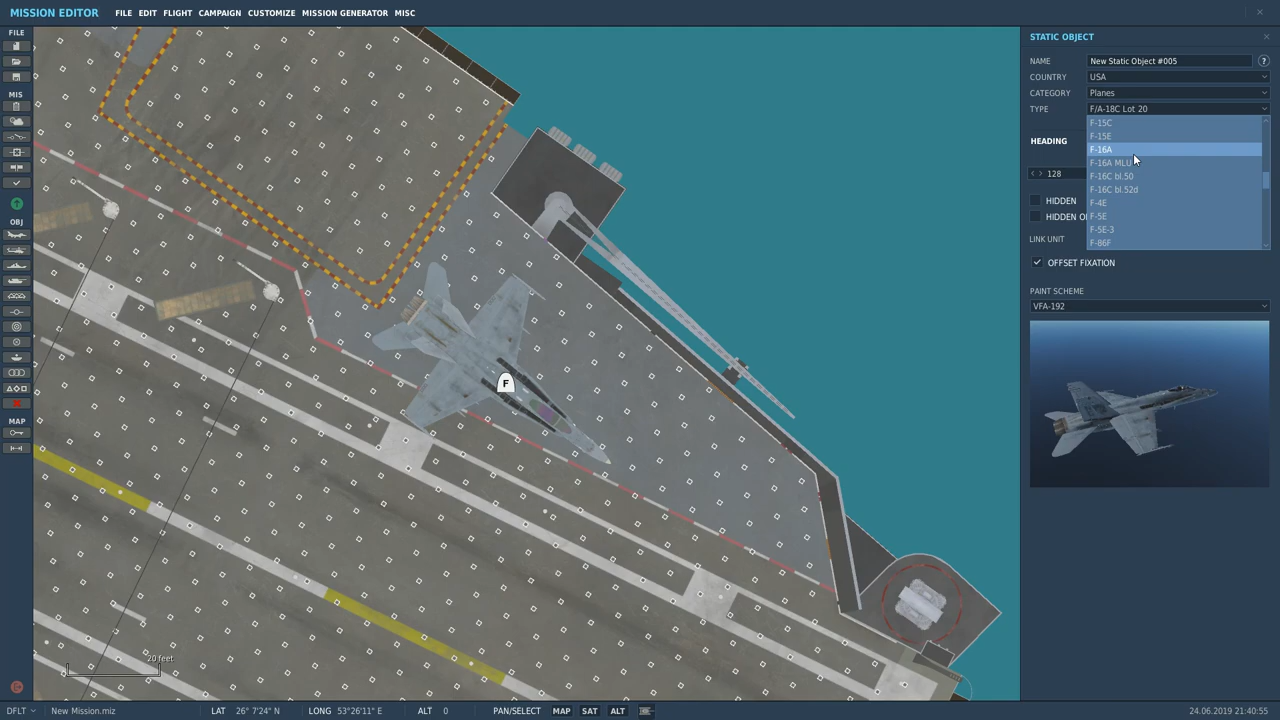 MISSION EDITOR
FILE EDIT FLIGHT CAMPAIGN CUSTOMIZE MISSION GENERATOR MISC
FILE
MIS
OBJ
MAP
F
20 feet
STATIC OBJECT
NAME New Static Object #005 ?
COUNTRY USA
CATEGORY Planes
TYPE F/A-18C Lot 20
F-15C
F-15E
F-16A
F-16A MLU
F-16C bl.50
F-16C bl.52d
F-4E
F-5E
F-5E-3
F-86F
HEADING
< > 128
HIDDEN
HIDDEN O
LINK UNIT
OFFSET FIXATION
PAINT SCHEME
VFA-192
DFLT New Mission.miz LAT 26° 7'24" N LONG 53°26'11" E ALT 0 PAN/SELECT MAP SAT ALT 24.06.2019 21:40:55